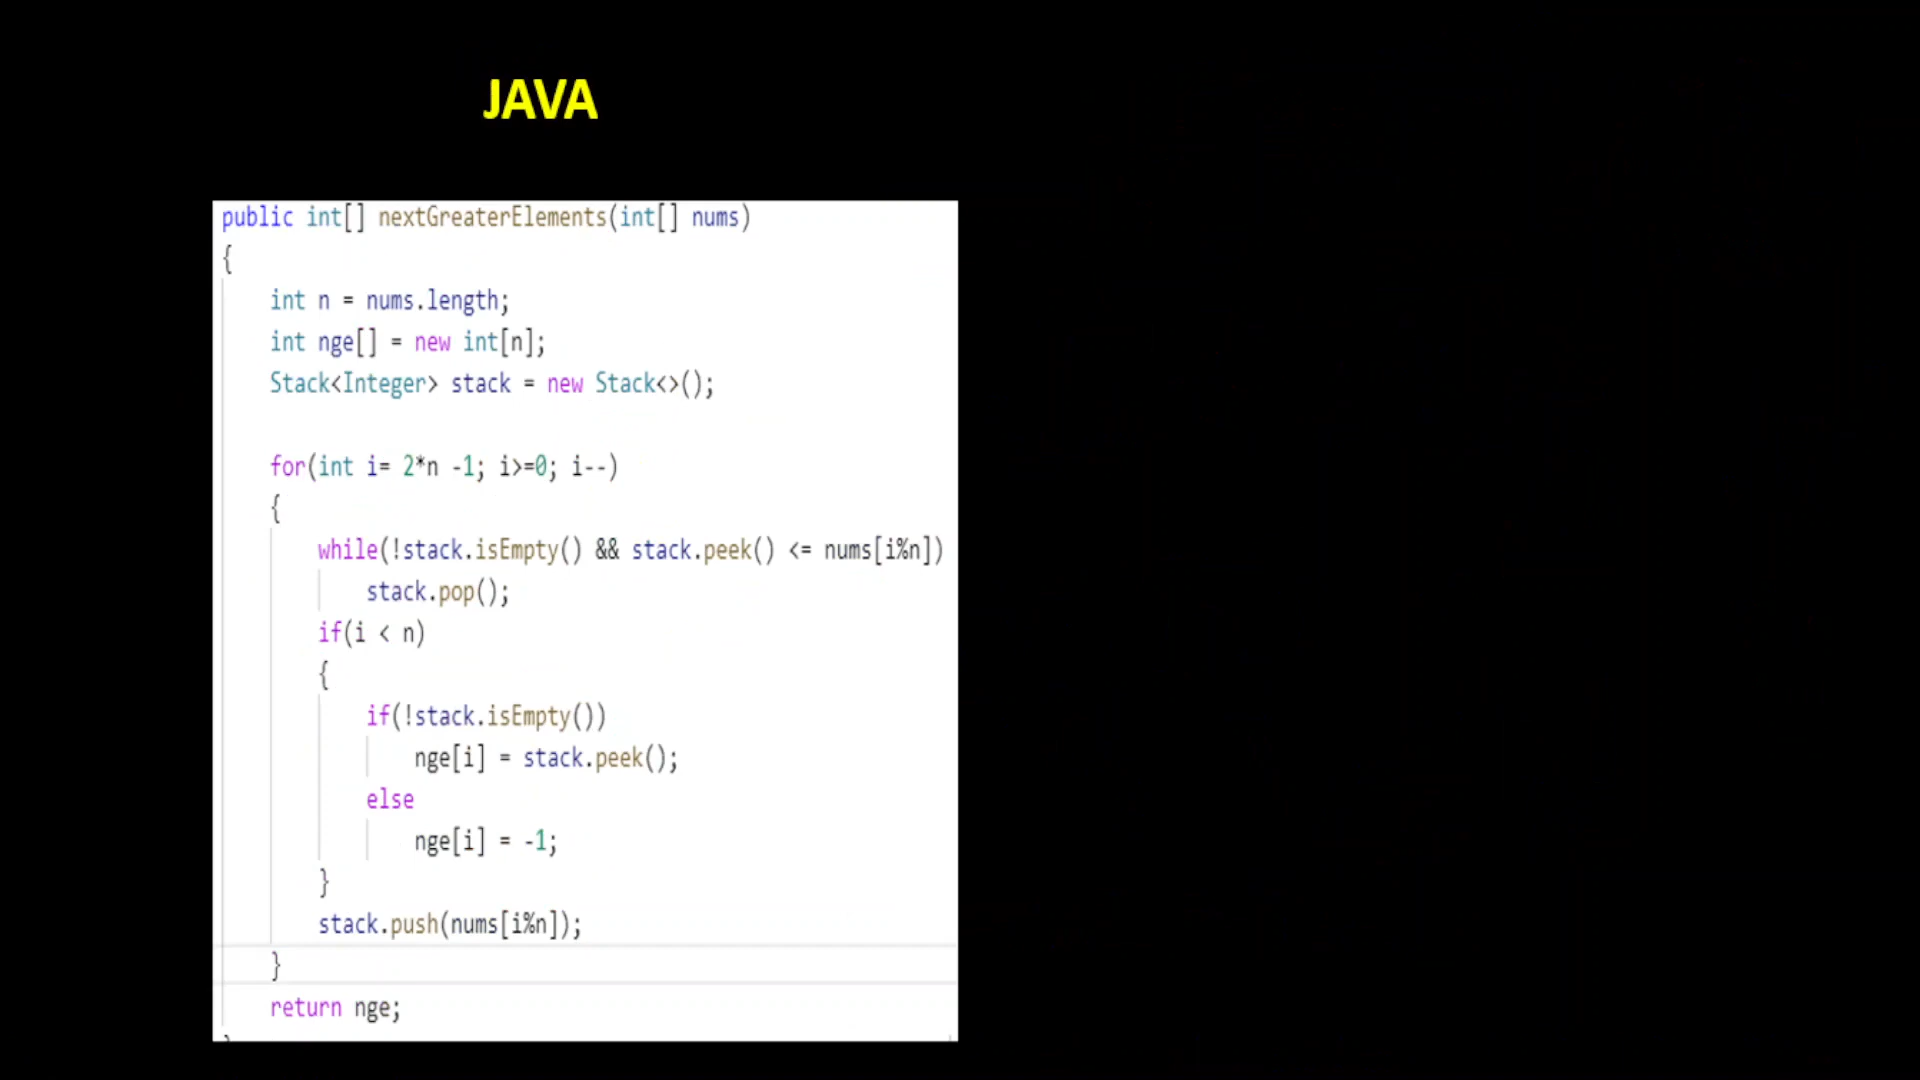 JAVA
public int[] nextGreaterElements(int[] nums)
{
int n = nums.length;
int nge[] = new int[n];
Stack<Integer> stack = new Stack<>();
for(int i= 2*n -1; i>=0; i--)
{
while(!stack.isEmpty() && stack.peek() <= nums[i%n])
stack.pop();
if(i < n)
{
if(!stack.isEmpty())
nge[i] = stack.peek();
else
nge[i] = -1;
}
stack.push(nums[i%n]);
}
return nge;